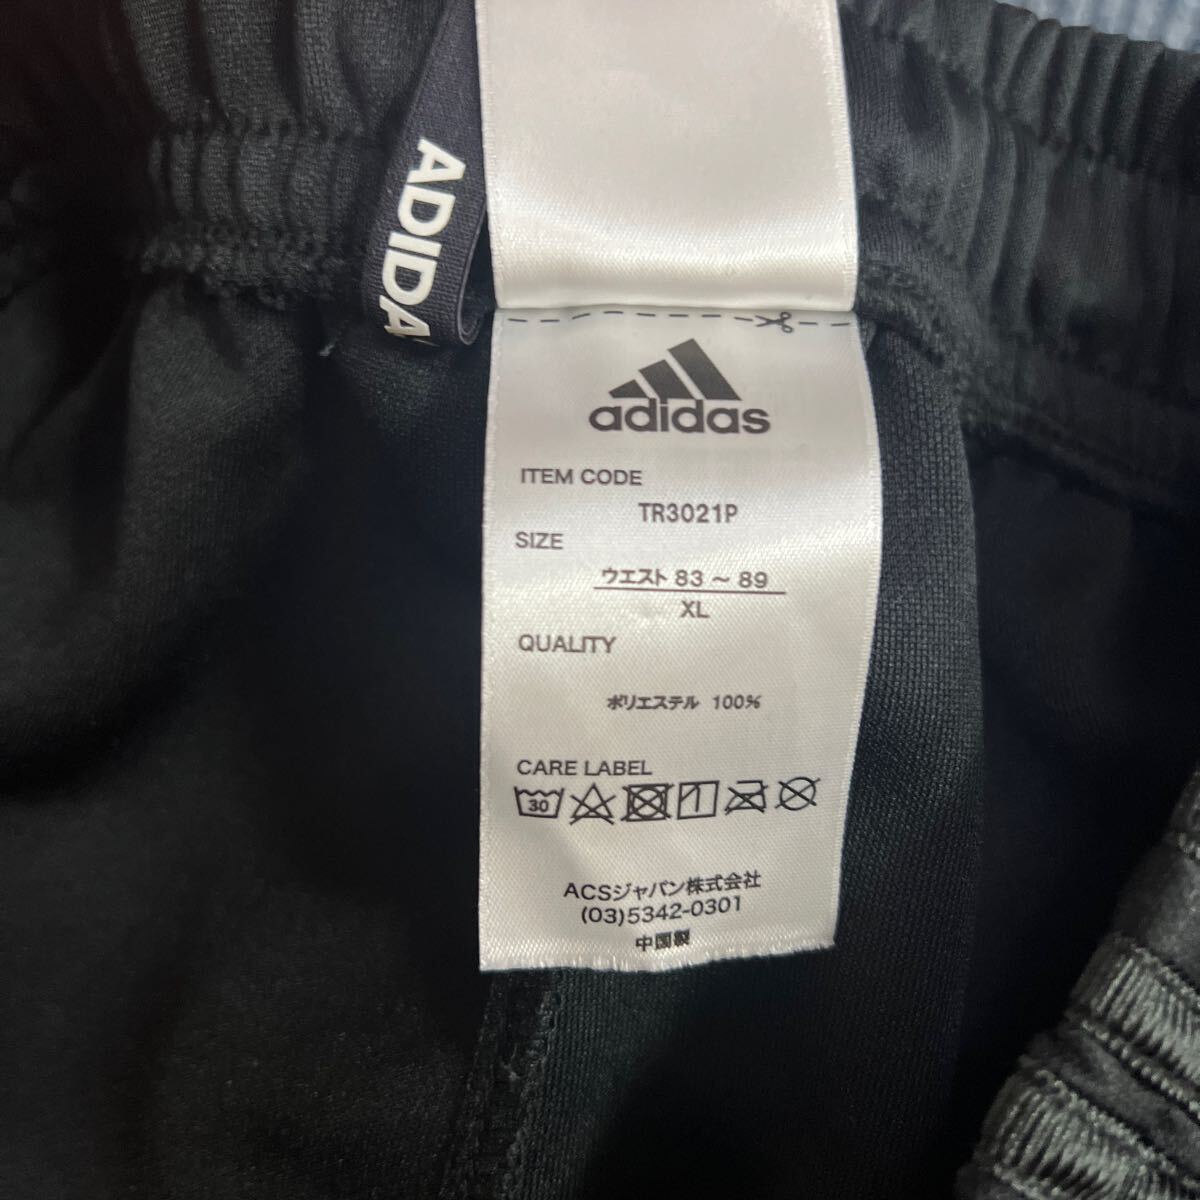 ADIDA
adidas
ITEM CODE
TR3021P
SIZE
ウエスト 83 ~ 89
XL
QUALITY
ポリエステル 100%
CARE LABEL
30
ACSジャパン株式会社
(03)5342-0301
中国製